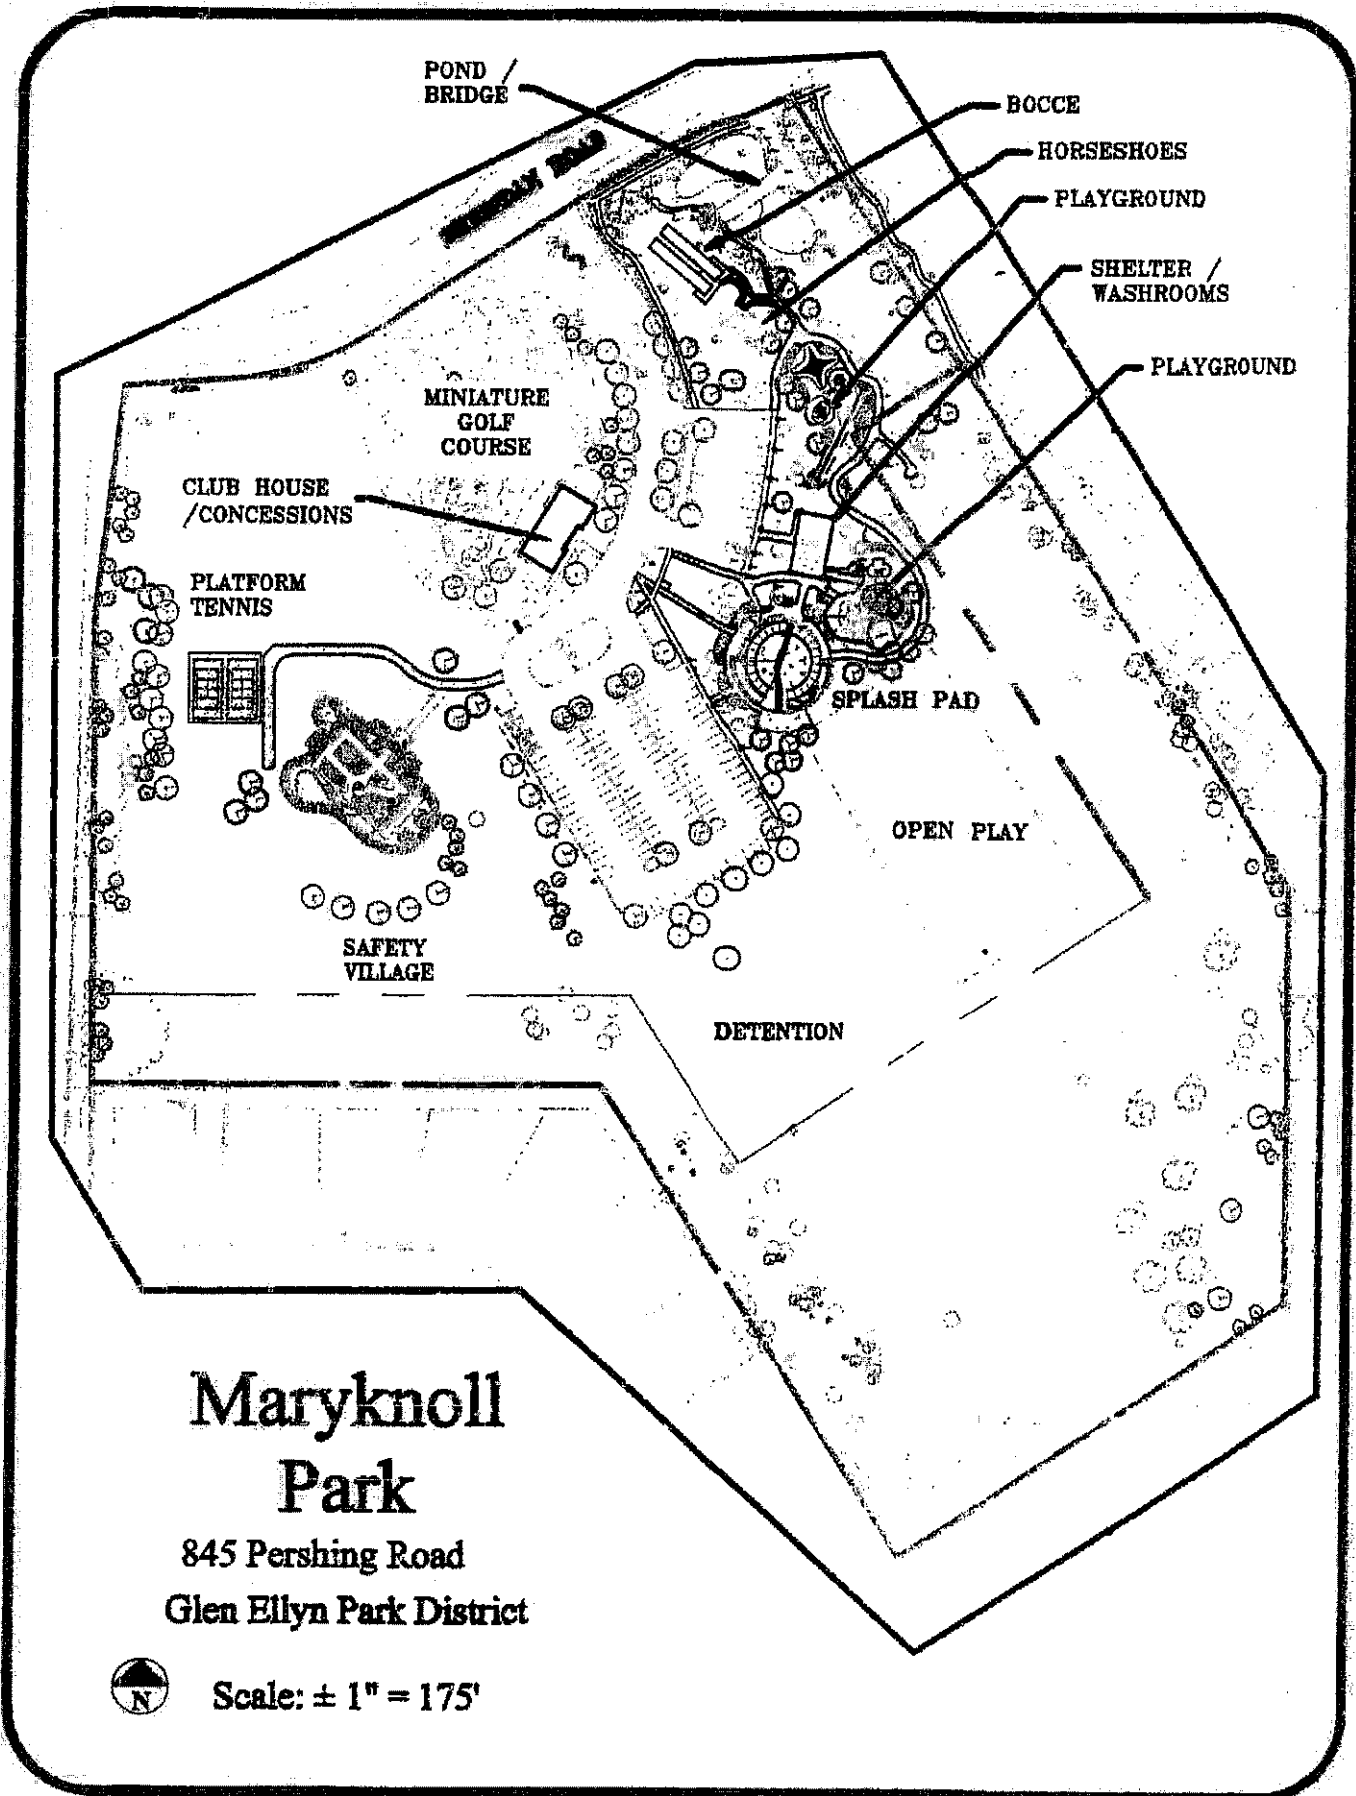 POND /
BRIDGE
BOCCE
HORSESHOES
PLAYGROUND
SHELTER /
WASHROOMS
PLAYGROUND
ROAD
MINIATURE
GOLF
COURSE
CLUB HOUSE
/CONCESSIONS
PLATFORM
TENNIS
SPLASH PAD
OPEN PLAY
SAFETY
VILLAGE
DETENTION
Maryknoll
Park
845 Pershing Road
Glen Ellyn Park District
N
Scale: ± 1" = 175'